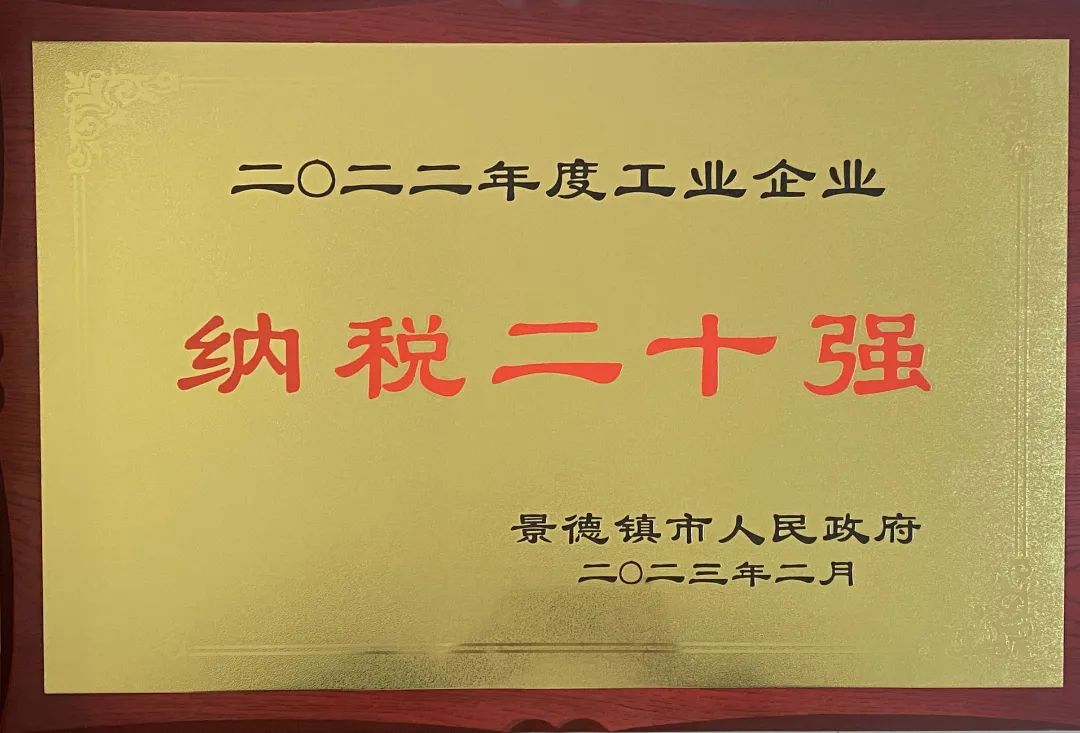 二〇二二年度工业企业
纳税二十强
景德镇市人民政府
二〇二三年二月